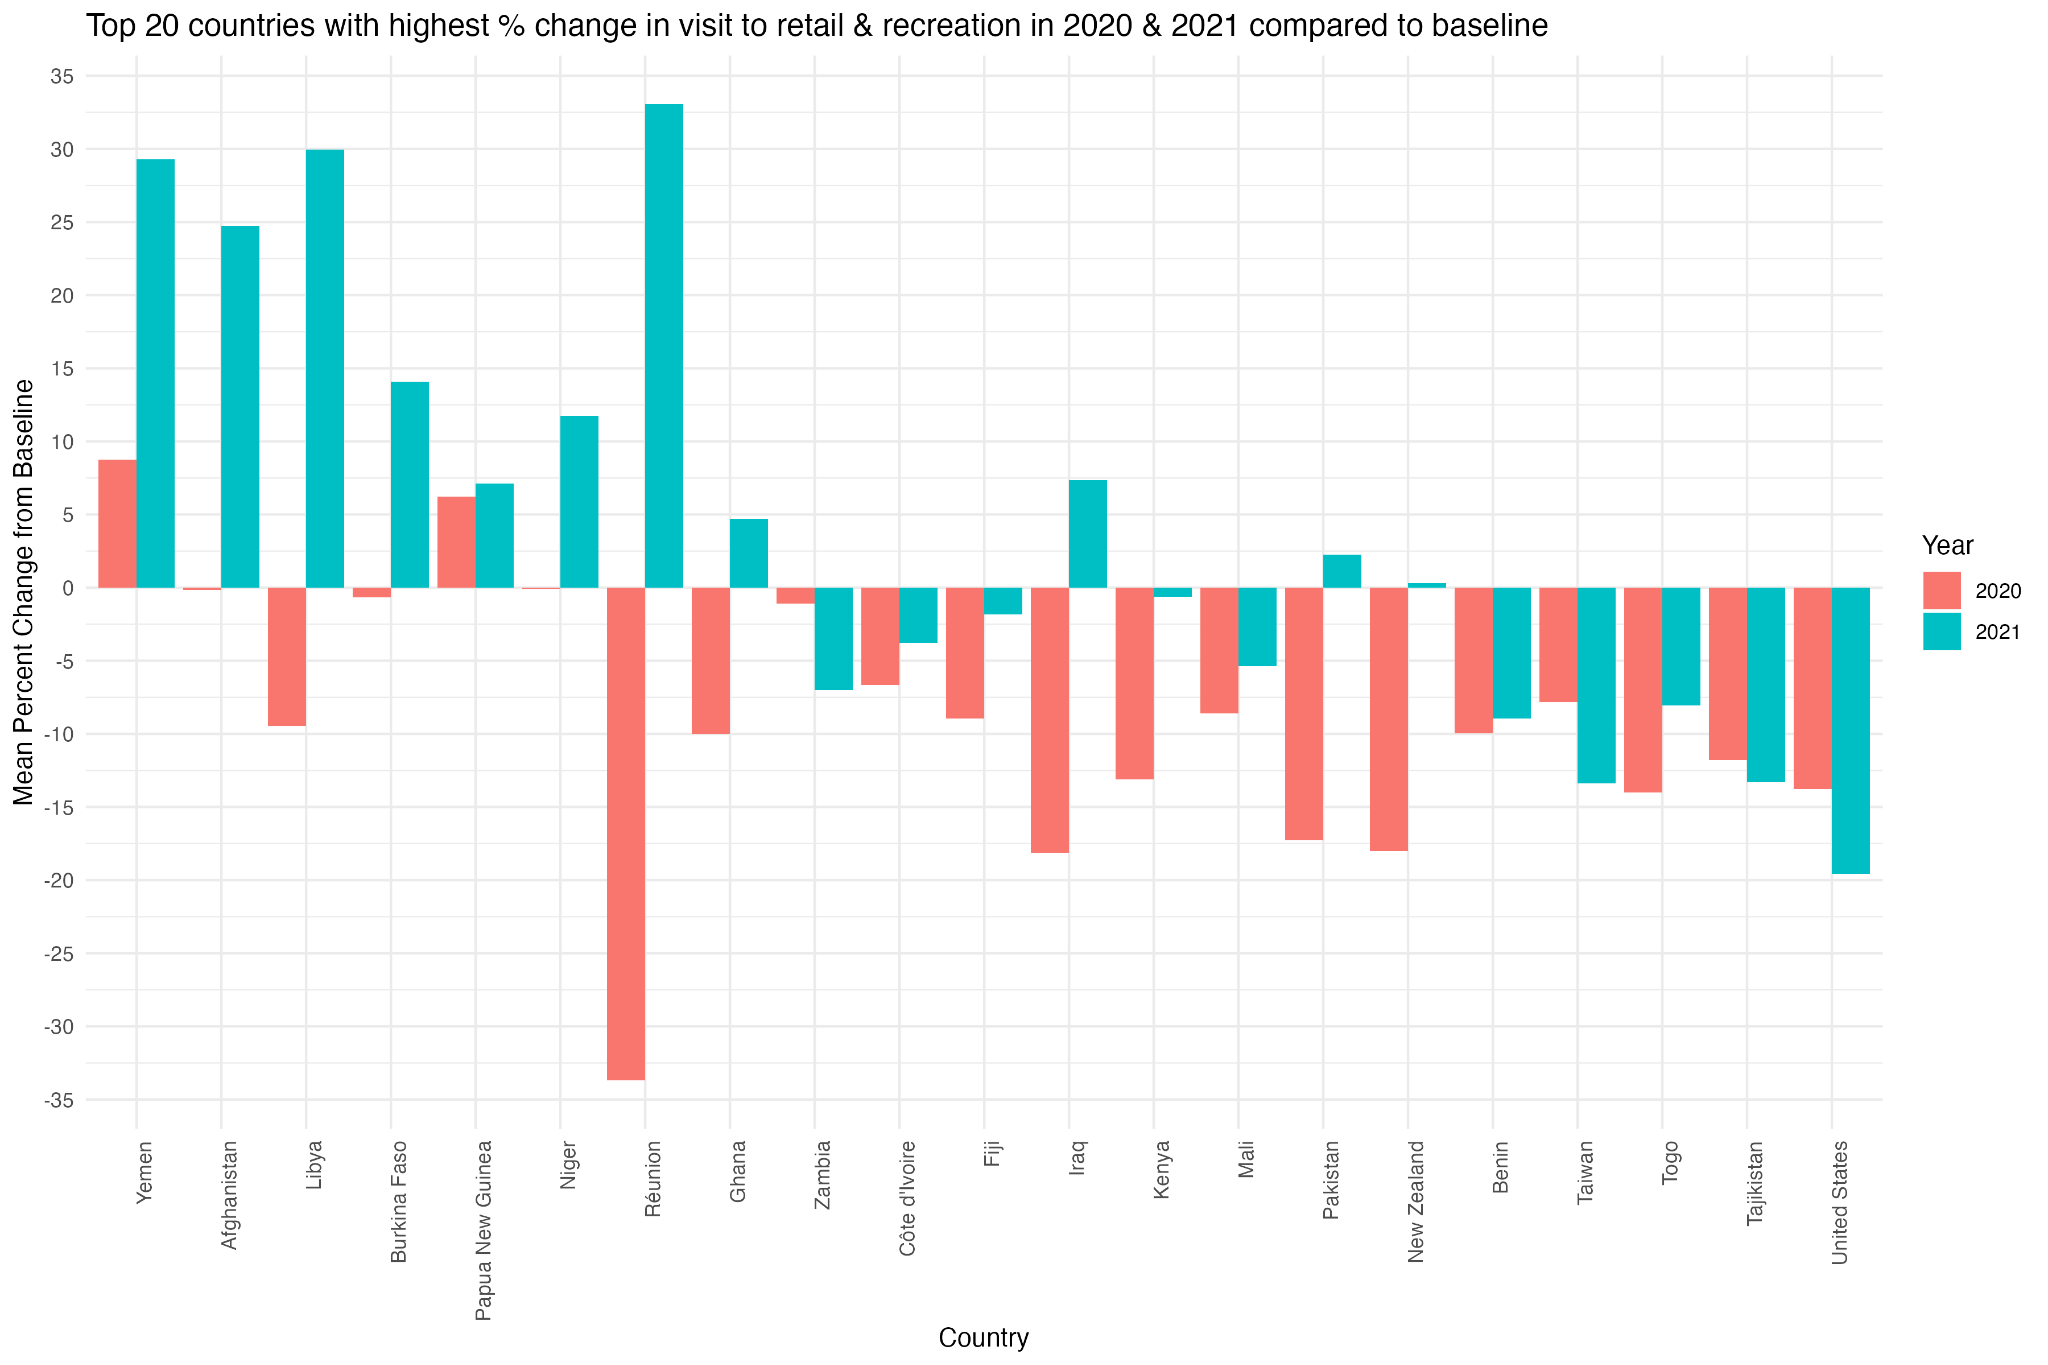 Top 20 countries with highest % change in visit to retail & recreation in 2020 & 2021 compared to baseline
Mean Percent Change from Baseline
35
30
25
20
15
10
5
0
-5
-10
-15
-20
-25
-30
-35
Yemen
Afghanistan
Libya
Burkina Faso
Papua New Guinea
Niger
Réunion
Ghana
Zambia
Côte d'Ivoire
Fiji
Iraq
Kenya
Mali
Pakistan
New Zealand
Benin
Taiwan
Togo
Tajikistan
United States
Country
Year
2020
2021